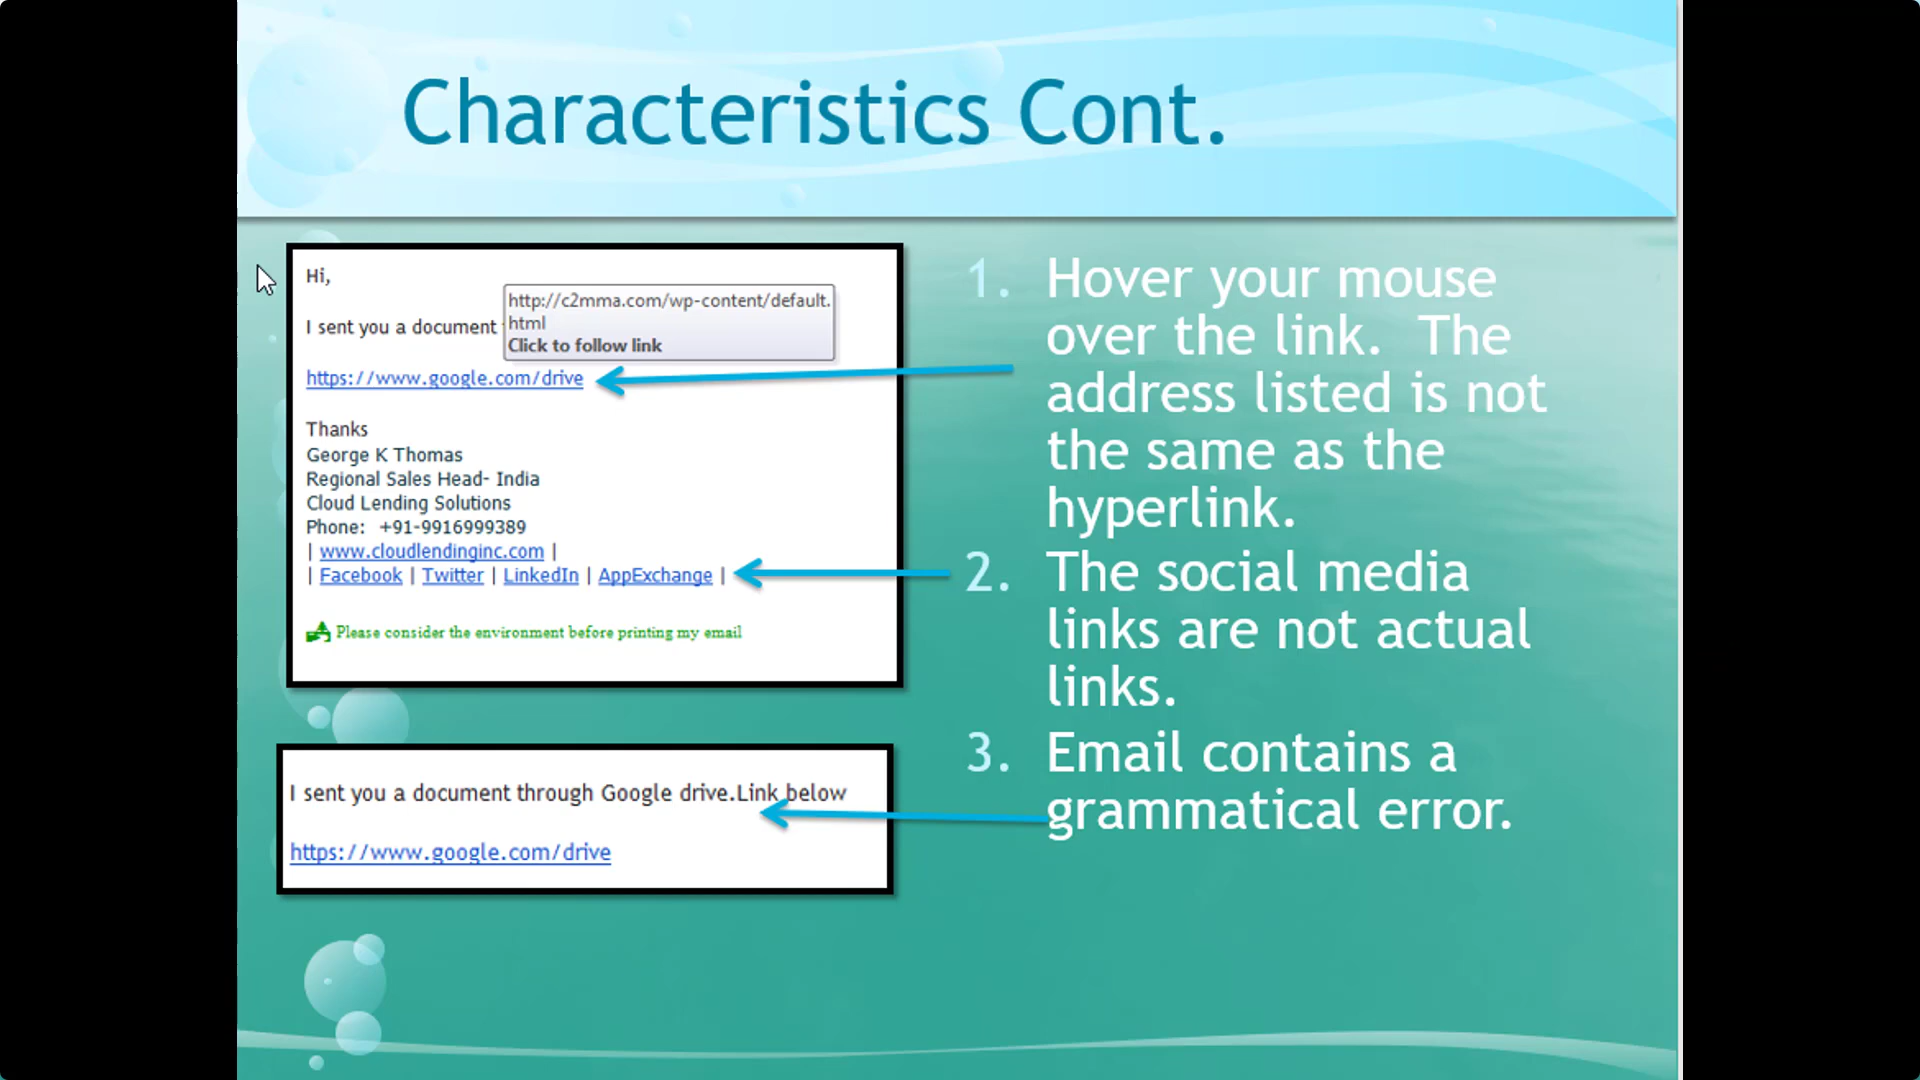 Characteristics Cont.
Hi,
I sent you a document
http://c2mma.com/wp-content/default.
html
Click to follow link
https://www.google.com/drive
Thanks
George K Thomas
Regional Sales Head- India
Cloud Lending Solutions
Phone: +91-9916999389
| www.cloudlendinginc.com |
| Facebook | Twitter | LinkedIn | AppExchange |
Please consider the environment before printing my email
I sent you a document through Google drive.Link below
https://www.google.com/drive
1. Hover your mouse
over the link. The
address listed is not
the same as the
hyperlink.
2. The social media
links are not actual
links.
3. Email contains a
grammatical error.